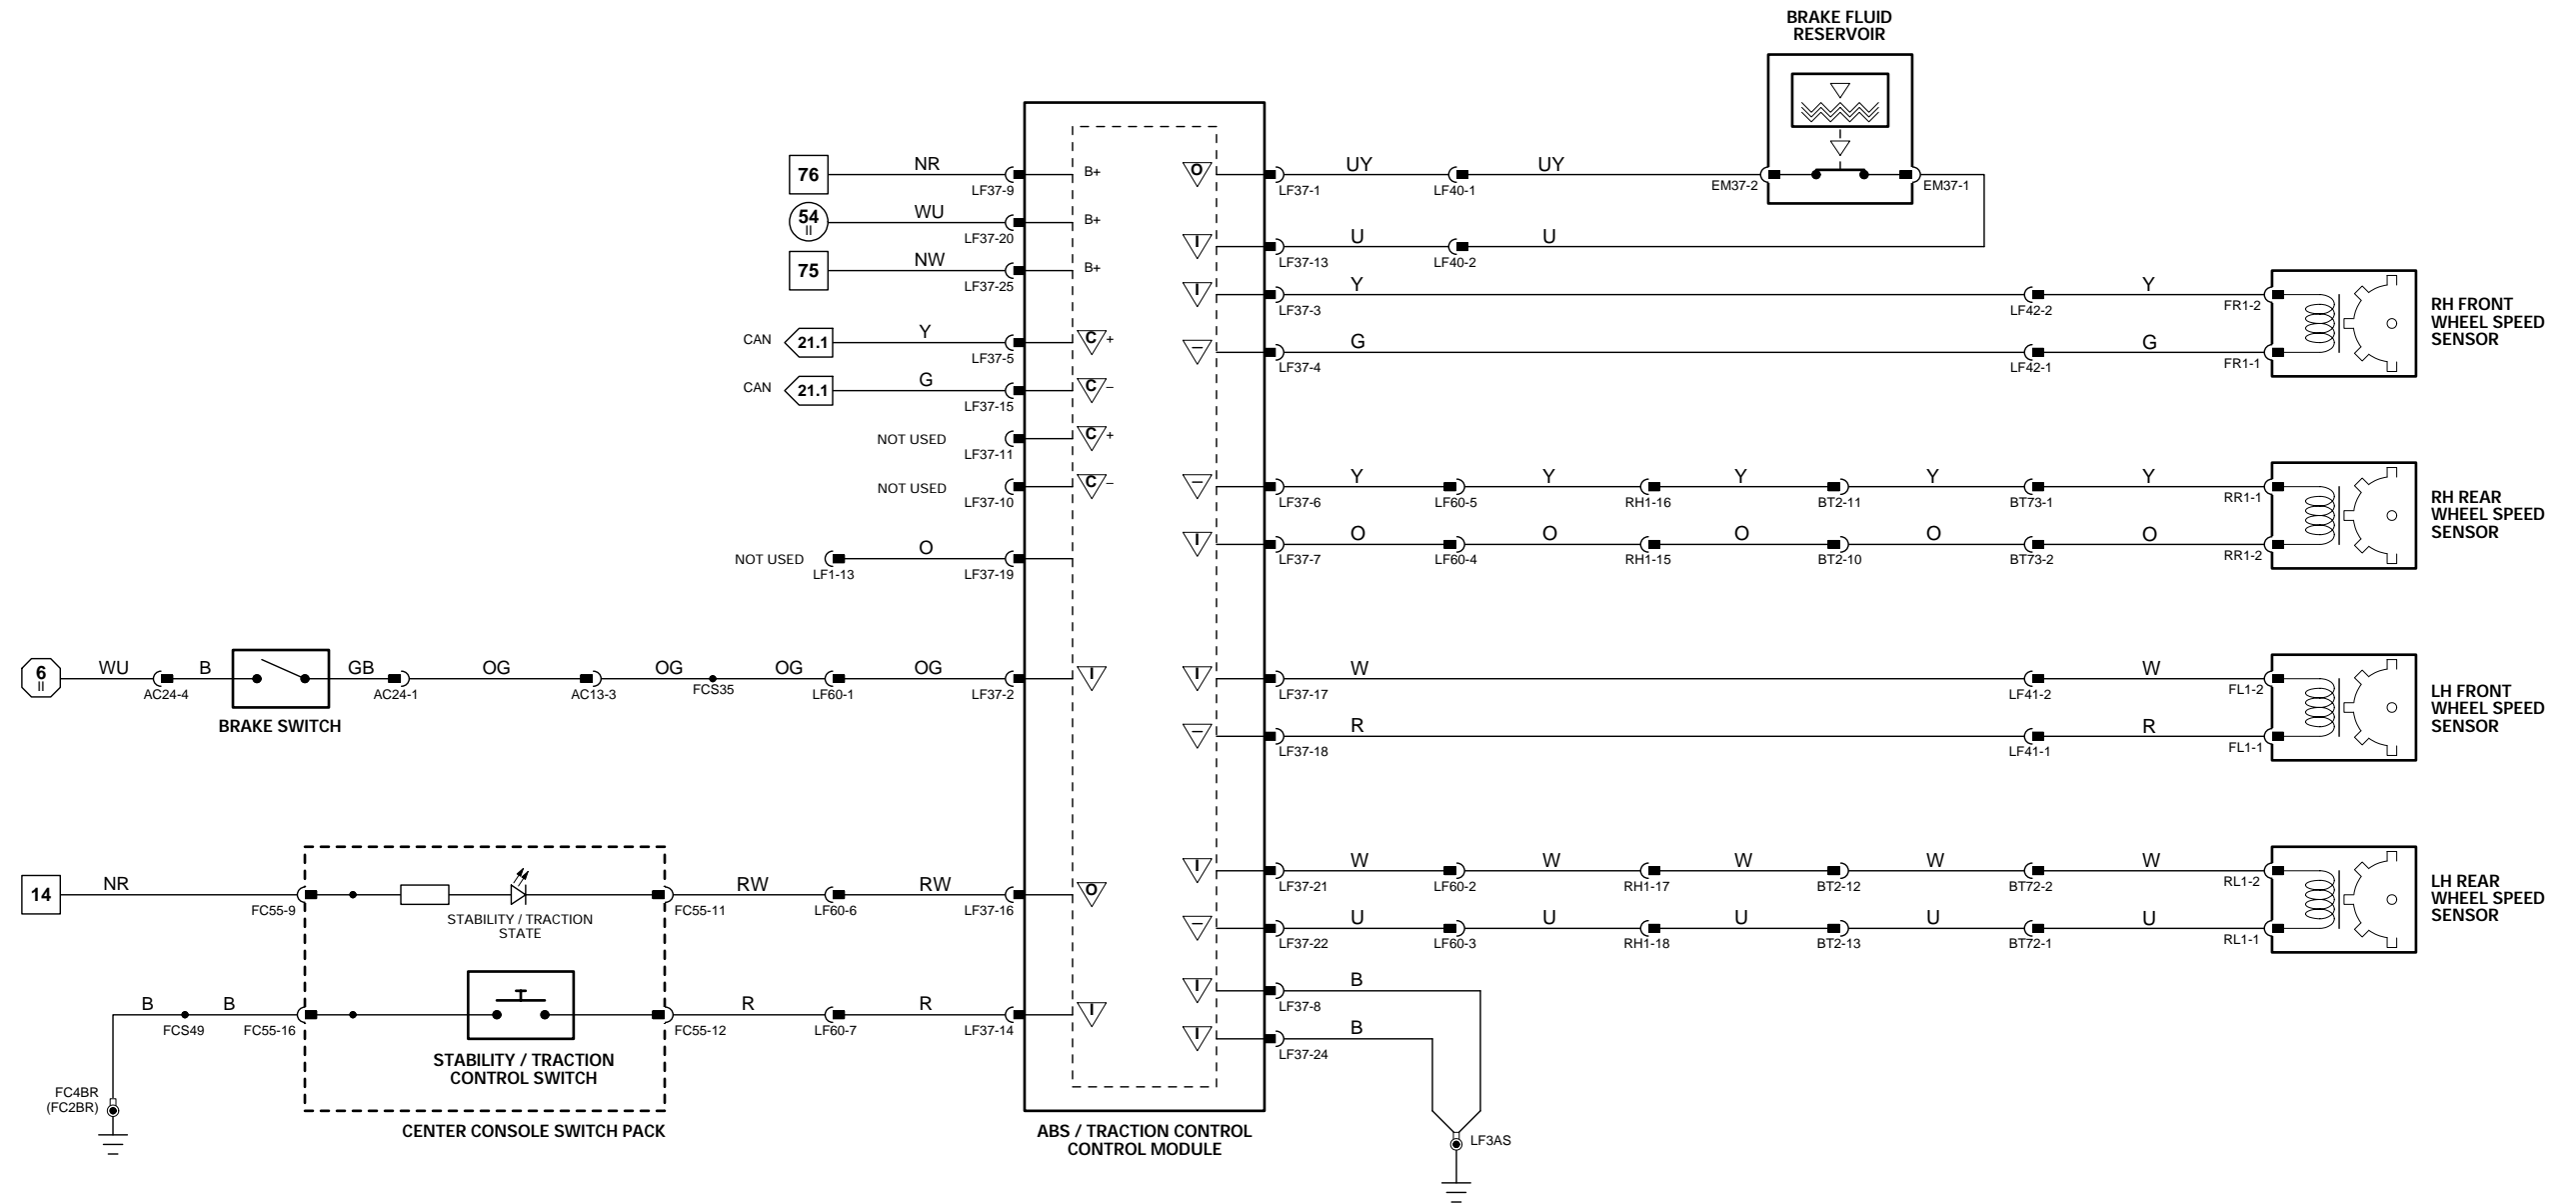 BRAKE FLUID
RESERVOIR
EM37-2
EM37-1
76
NR
LF37-9
B+
O
LF37-1
UY
LF40-1
UY
54
II
WU
LF37-20
B+
I
LF37-13
U
LF40-2
U
75
NW
LF37-25
B+
I
LF37-3
Y
LF42-2
Y
FR1-2
–
LF37-4
G
LF42-1
G
FR1-1
RH FRONT
WHEEL SPEED
SENSOR
CAN
21.1
Y
LF37-5
C
+
CAN
21.1
G
LF37-15
C
–
NOT USED
LF37-11
C
+
NOT USED
LF37-10
C
–
–
LF37-6
Y
LF60-5
Y
RH1-16
Y
BT2-11
Y
BT73-1
Y
RR1-1
I
LF37-7
O
LF60-4
O
RH1-15
O
BT2-10
O
BT73-2
O
RR1-2
RH REAR
WHEEL SPEED
SENSOR
NOT USED
LF1-13
O
LF37-19
6
II
WU
AC24-4
B
BRAKE SWITCH
GB
AC24-1
OG
AC13-3
OG
FCS35
OG
LF60-1
OG
LF37-2
I
I
LF37-17
W
LF41-2
W
FL1-2
–
LF37-18
R
LF41-1
R
FL1-1
LH FRONT
WHEEL SPEED
SENSOR
14
NR
FC55-9
STABILITY / TRACTION
STATE
FC55-11
RW
LF60-6
RW
LF37-16
O
I
LF37-21
W
LF60-2
W
RH1-17
W
BT2-12
W
BT72-2
W
RL1-2
–
LF37-22
U
LF60-3
U
RH1-18
U
BT2-13
U
BT72-1
U
RL1-1
LH REAR
WHEEL SPEED
SENSOR
B
FCS49
B
FC55-16
STABILITY / TRACTION
CONTROL SWITCH
FC55-12
R
LF60-7
R
LF37-14
I
I
LF37-8
B
I
LF37-24
B
FC4BR
(FC2BR)
CENTER CONSOLE SWITCH PACK
ABS / TRACTION CONTROL
CONTROL MODULE
LF3AS